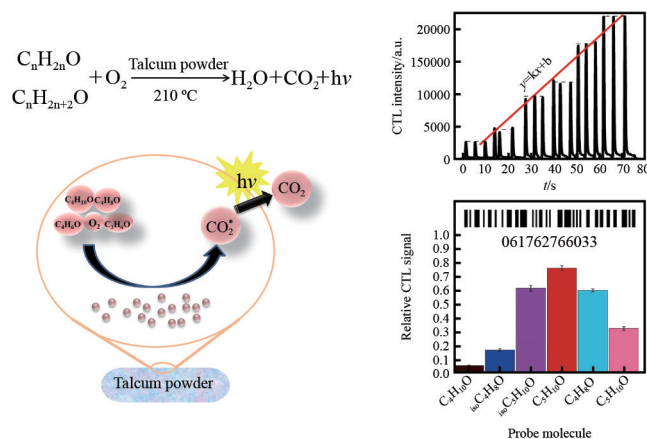 CₙH₂ₙO
CₙH₂ₙ₊₂O
+ O₂
Talcum powder
210 ºC
H₂O+CO₂+hν
hν
CO₂
CO₂*
C₄H₁₀O C₄H₈O
C₄H₈O O₂ C₃H₆O
Talcum powder
CTL intensity/a.u.
20000
15000
10000
5000
0
y=kx+b
0 10 20 30 40 50 60 70 80
t/s
Relative CTL signal
1.0
0.9
0.8
0.7
0.6
0.5
0.4
0.3
0.2
0.1
0.0
061762766033
C₄H₁₀O
isoC₄H₈O
isoC₅H₁₀O
C₅H₁₀O
C₄H₈O
C₅H₁₀O
Probe molecule